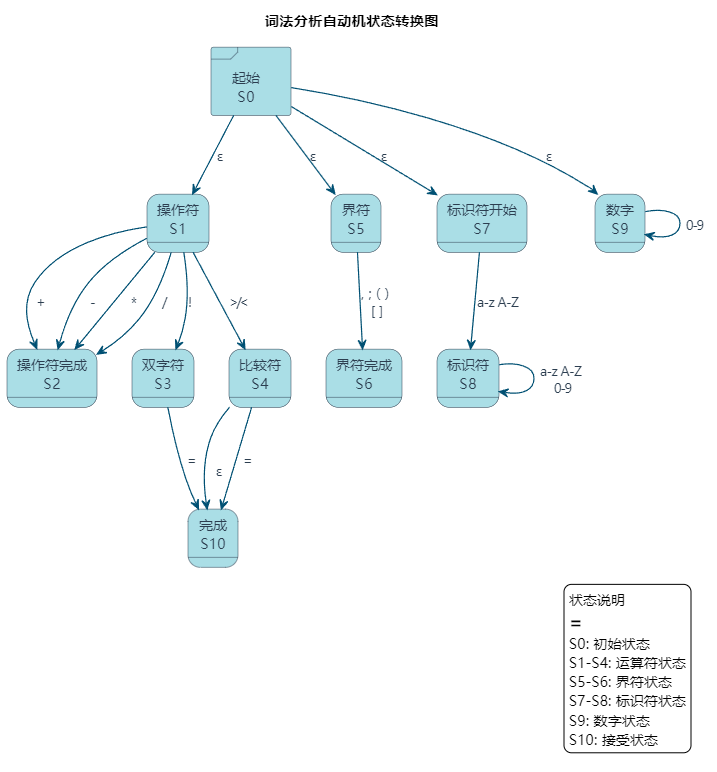 词法分析自动机状态转换图
起始
S0
ε
ε
ε
ε
操作符
S1
界符
S5
标识符开始
S7
数字
S9
0-9
+
-
*
/
!
>/<
, ; ( )
[ ]
a-z A-Z
操作符完成
S2
双字符
S3
比较符
S4
界符完成
S6
标识符
S8
a-z A-Z
0-9
=
ε
=
完成
S10
状态说明
=
S0: 初始状态
S1-S4: 运算符状态
S5-S6: 界符状态
S7-S8: 标识符状态
S9: 数字状态
S10: 接受状态